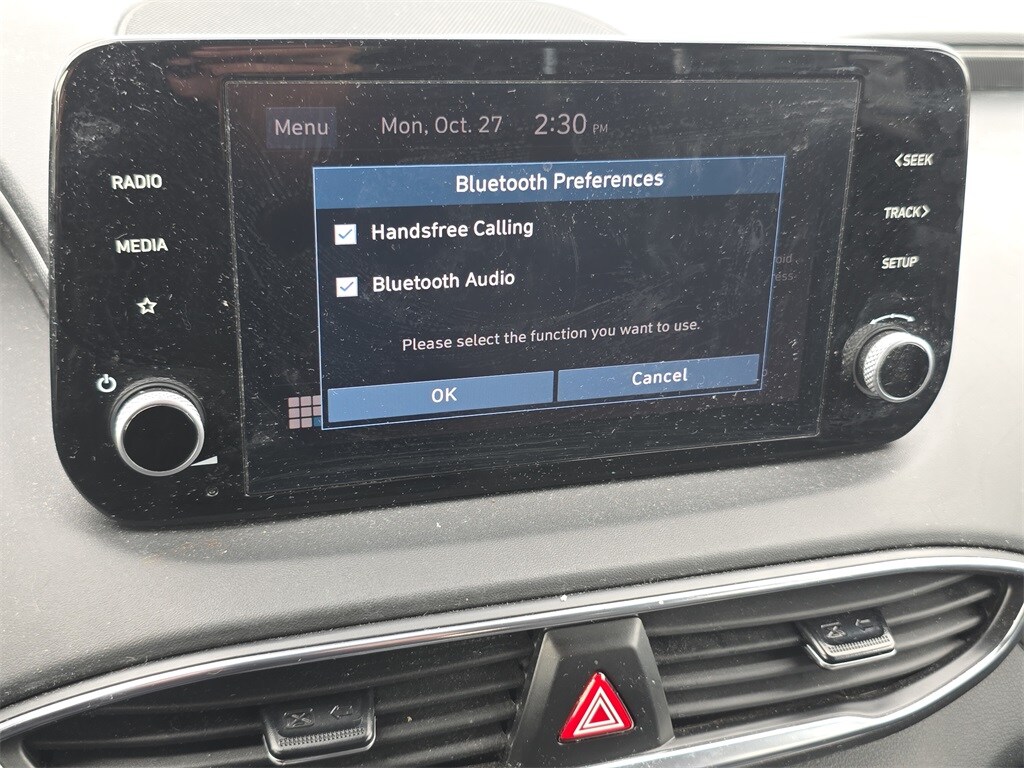 Menu Mon, Oct. 27 2:30 PM
RADIO
MEDIA
Bluetooth Preferences
Handsfree Calling
Bluetooth Audio
Please select the function you want to use.
OK Cancel
<SEEK
TRACK>
SETUP